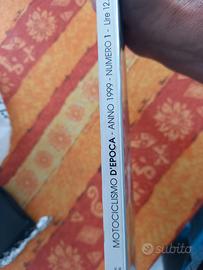 MOTOCICLISMO D'EPOCA - ANNO 1999 - NUMERO 1 - Lire 12.
subito